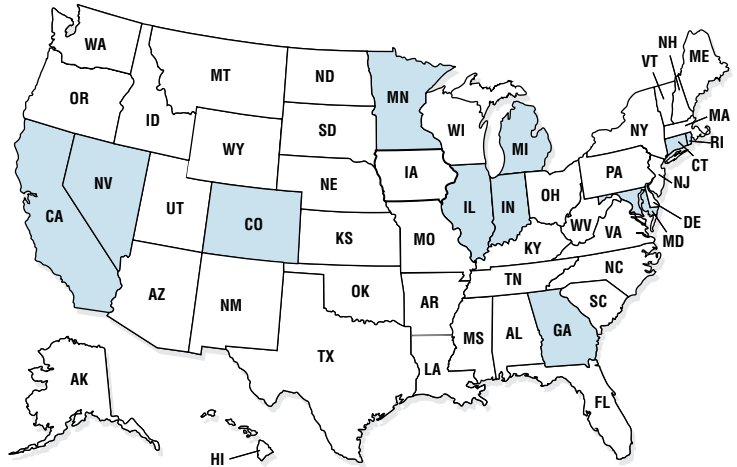 WA
OR
ID
MT
ND
MN
SD
WY
NE
IA
WI
MI
NY
VT
NH
ME
MA
RI
CT
NJ
PA
DE
MD
OH
IN
IL
CA
NV
UT
CO
KS
MO
KY
WV
VA
NC
TN
SC
GA
AL
MS
AR
OK
LA
TX
NM
AZ
FL
AK
HI